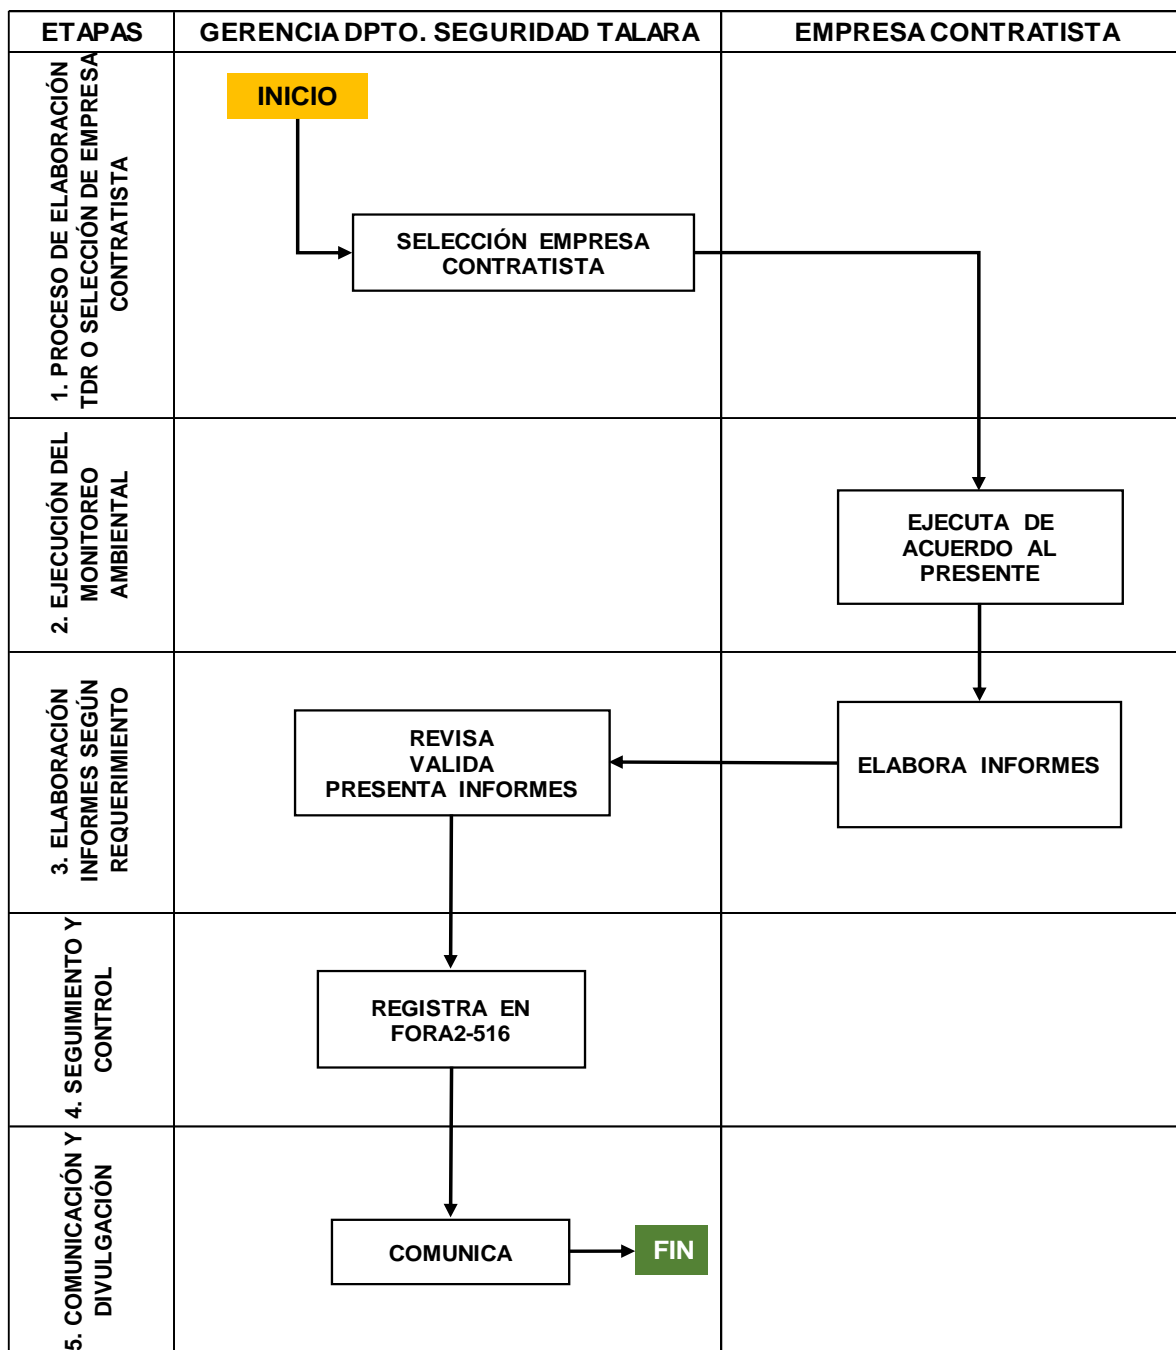 ETAPAS
GERENCIA DPTO. SEGURIDAD TALARA
EMPRESA CONTRATISTA
1. PROCESO DE ELABORACIÓN
TDR O SELECCIÓN DE EMPRESA
CONTRATISTA
INICIO
SELECCIÓN EMPRESA
CONTRATISTA
2. EJECUCIÓN DEL
MONITOREO
AMBIENTAL
EJECUTA DE
ACUERDO AL
PRESENTE
3. ELABORACIÓN
INFORMES SEGÚN
REQUERIMIENTO
REVISA
VALIDA
PRESENTA INFORMES
ELABORA INFORMES
4. SEGUIMIENTO Y
CONTROL
REGISTRA EN
FORA2-516
5. COMUNICACIÓN Y
DIVULGACIÓN
COMUNICA
FIN